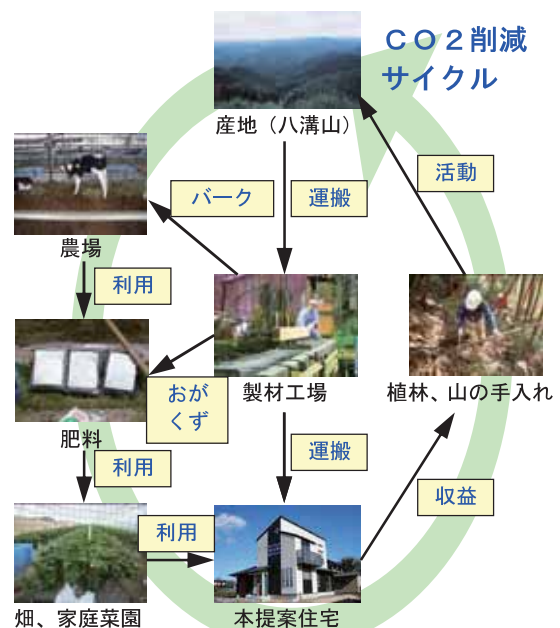 CO2削減
サイクル
産地（八溝山）
バーク
運搬
活動
農場
利用
製材工場
植林、山の手入れ
おが
くず
肥料
利用
運搬
収益
利用
畑、家庭菜園
本提案住宅